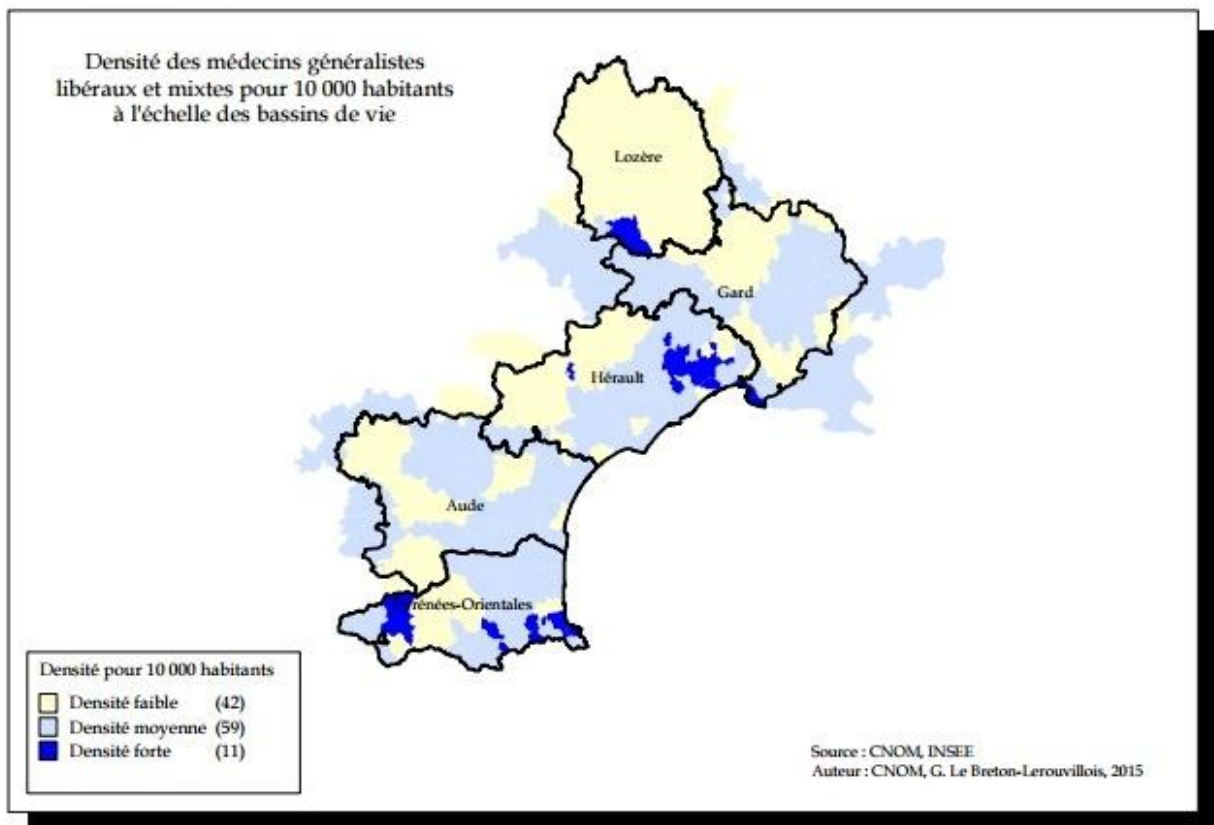 Densité des médecins généralistes
libéraux et mixtes pour 10 000 habitants
à l'échelle des bassins de vie
Lozère
Gard
Hérault
Aude
rénées-Orientales
Densité pour 10 000 habitants
Densité faible (42)
Densité moyenne (59)
Densité forte (11)
Source : CNOM, INSEE
Auteur : CNOM, G. Le Breton-Lerouvillois, 2015